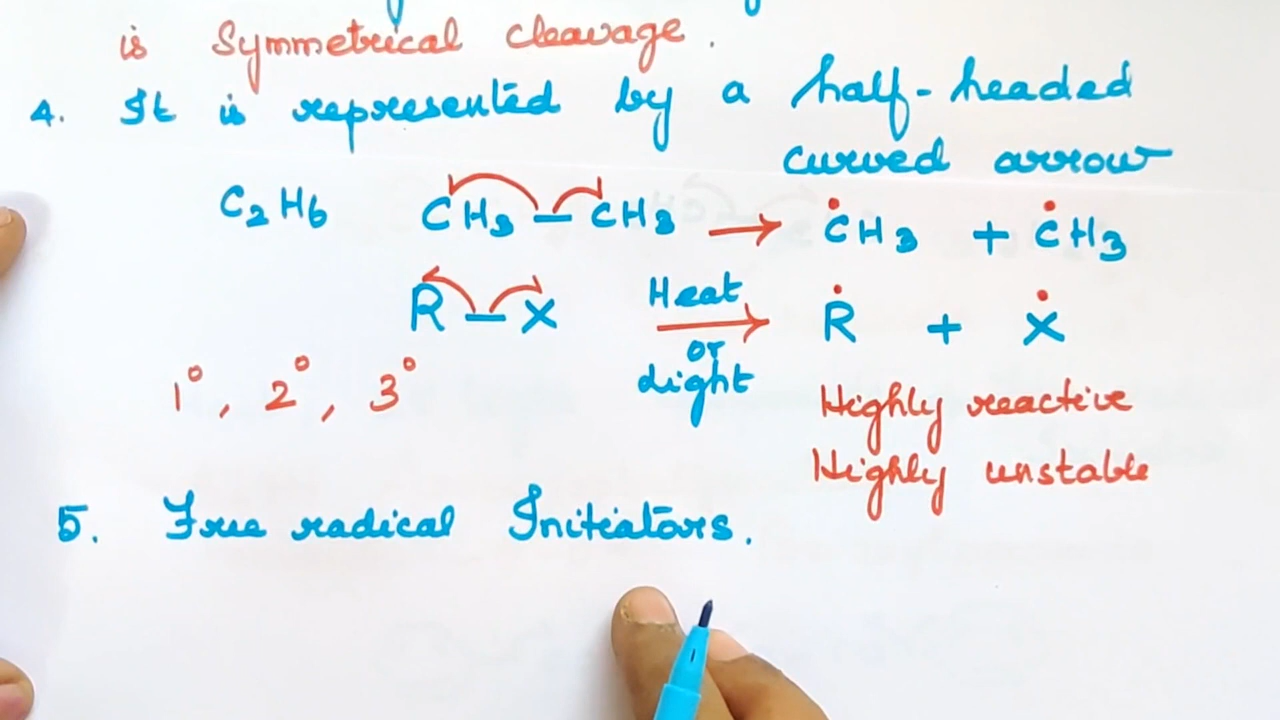 is Symmetrical cleavage.
4. It is represented by a half-headed
curved arrow
C2H6 CH3 – CH3 → ĊH3 + ĊH3
R – X Heat or Light → Ṙ + Ẋ
1°, 2°, 3°
Highly reactive
Highly unstable
5. Free radical Initiators.